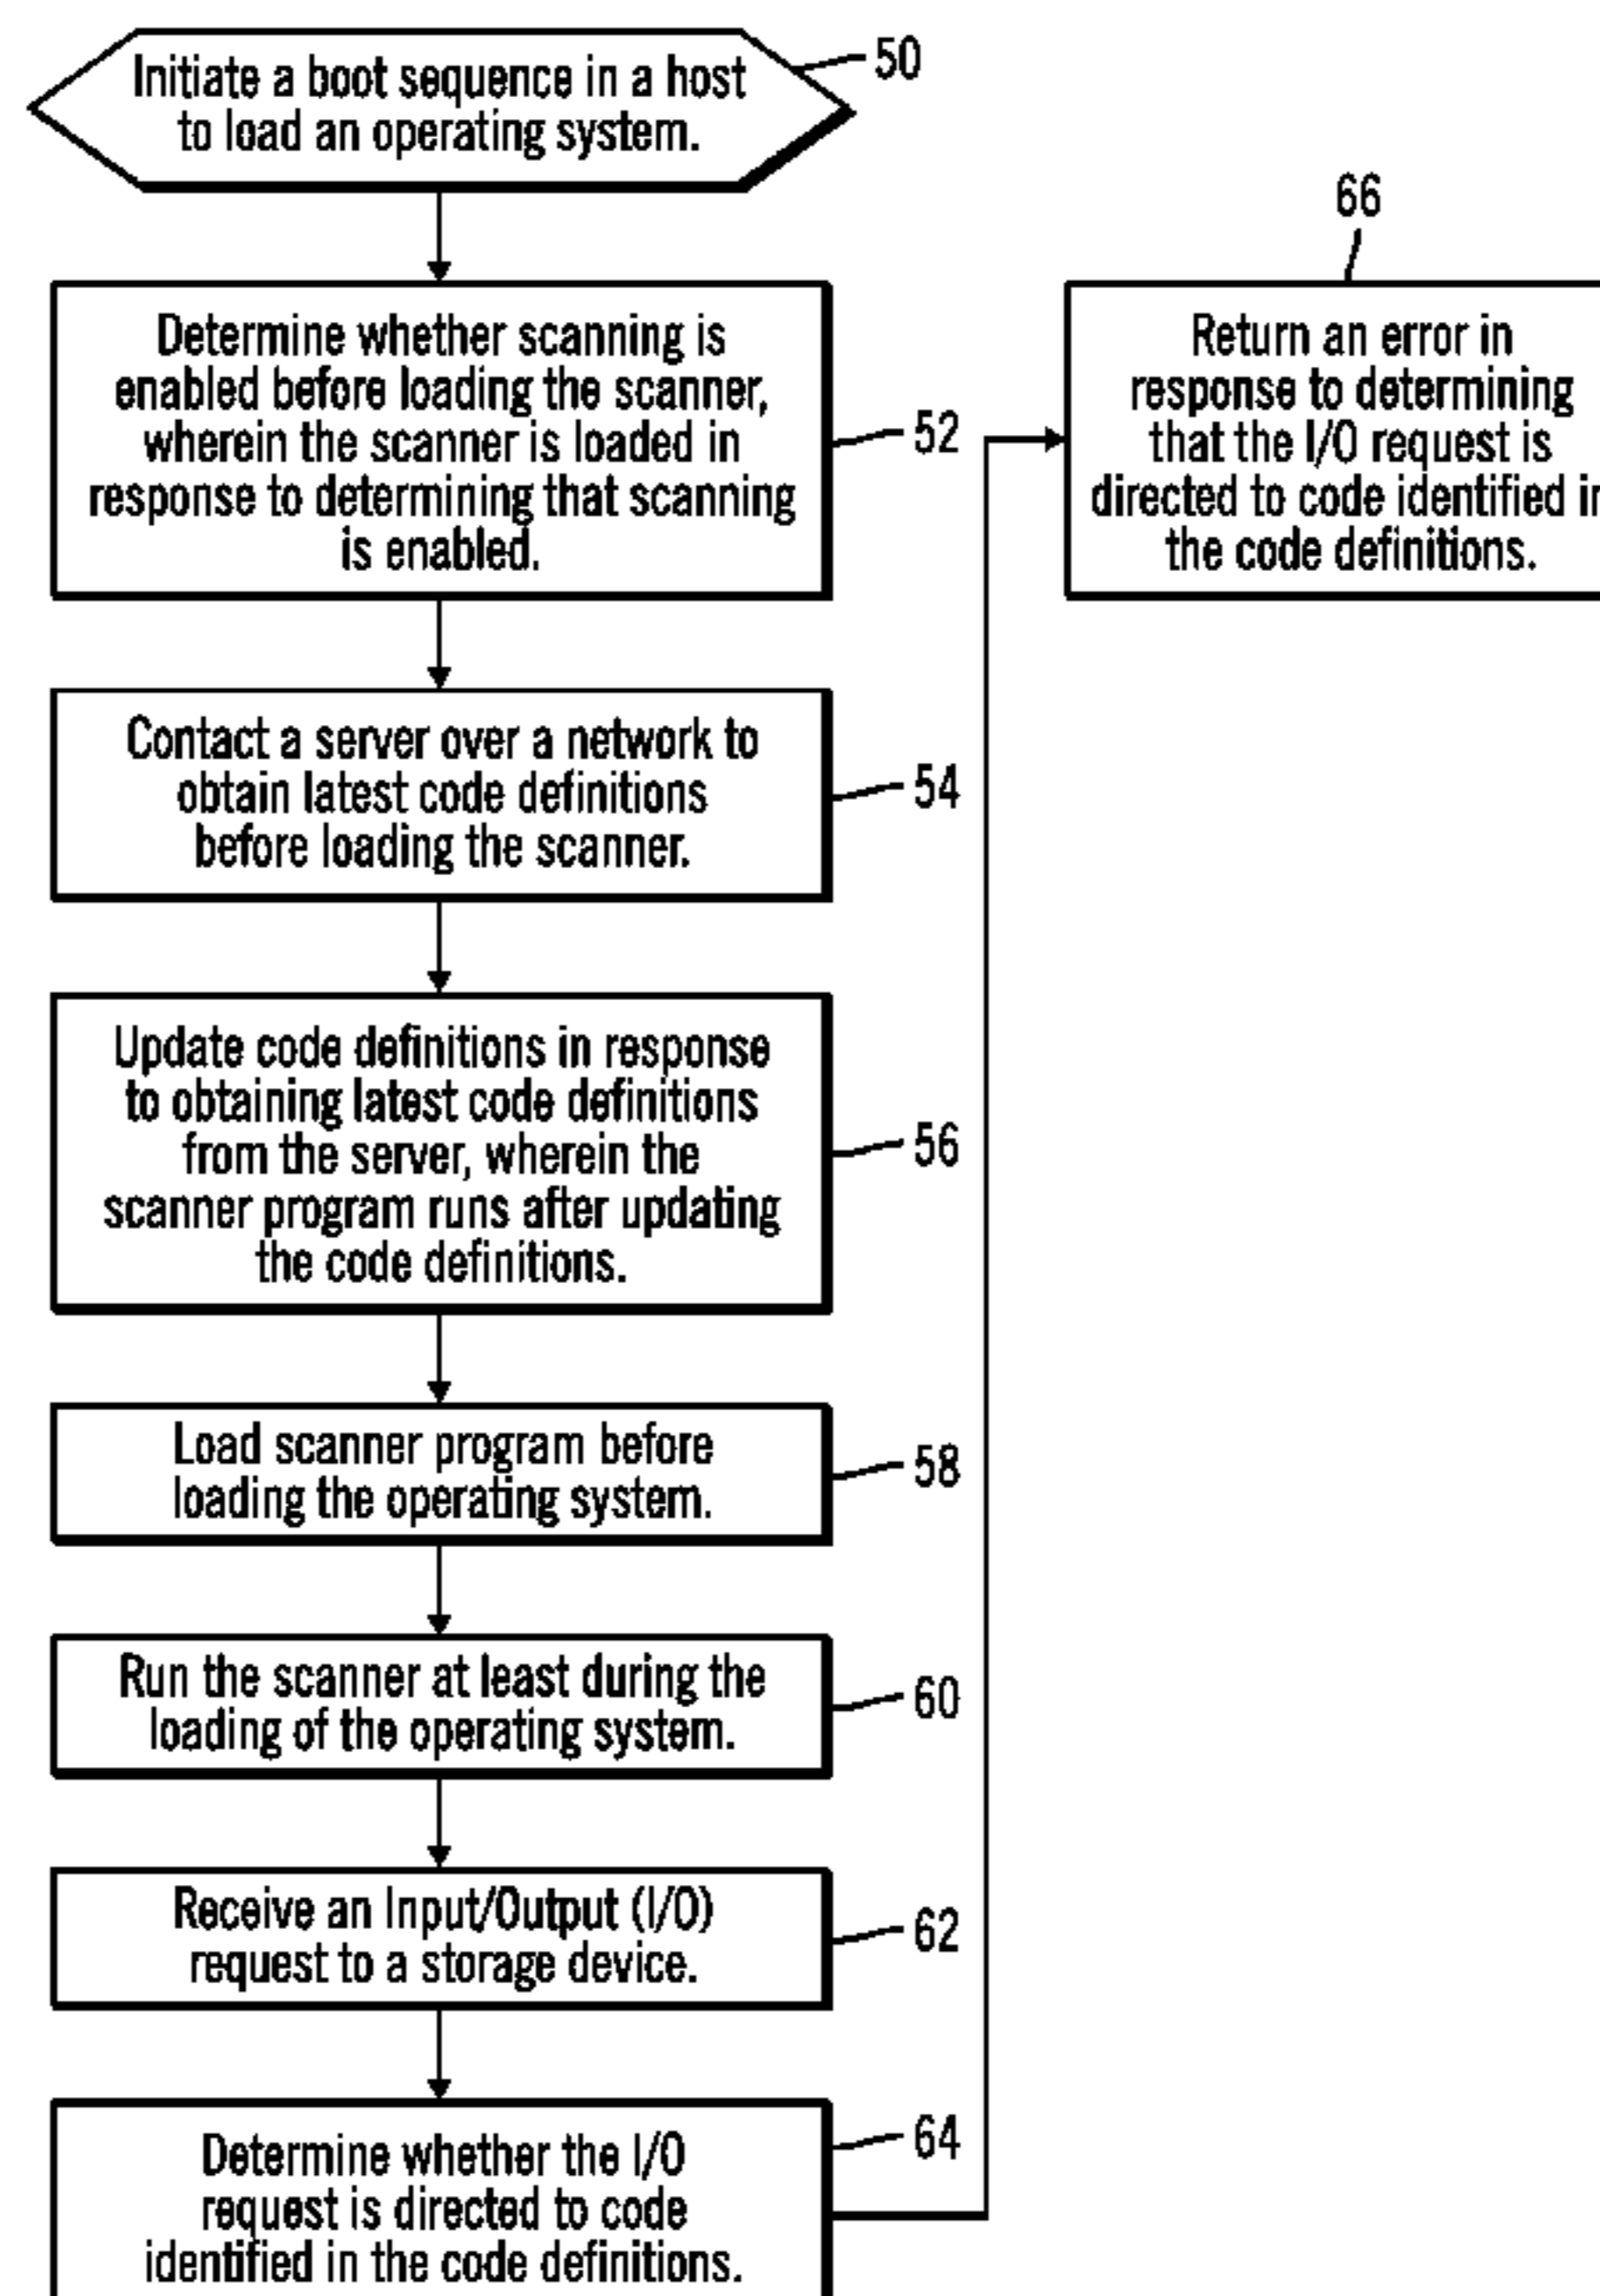 Initiate a boot sequence in a host
to load an operating system.
50
Determine whether scanning is
enabled before loading the scanner,
wherein the scanner is loaded in
response to determining that scanning
is enabled.
52
Contact a server over a network to
obtain latest code definitions
before loading the scanner.
54
Update code definitions in response
to obtaining latest code definitions
from the server, wherein the
scanner program runs after updating
the code definitions.
56
Load scanner program before
loading the operating system.
58
Run the scanner at least during the
loading of the operating system.
60
Receive an Input/Output (I/O)
request to a storage device.
62
Determine whether the I/O
request is directed to code
identified in the code definitions.
64
66
Return an error in
response to determining
that the I/O request is
directed to code identified in
the code definitions.